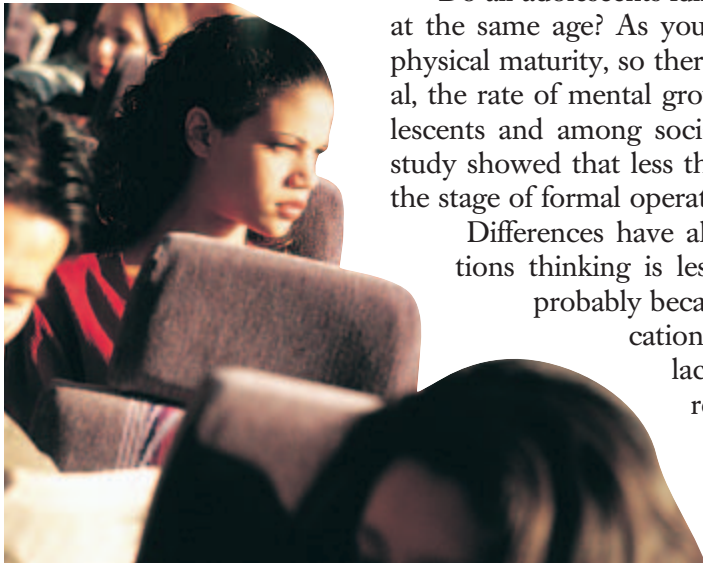 at the same age? As you
physical maturity, so ther
al, the rate of mental grow
lescents and among soci
study showed that less th
the stage of formal operat
Differences have al
tions thinking is les
probably beca
cation
lac
re